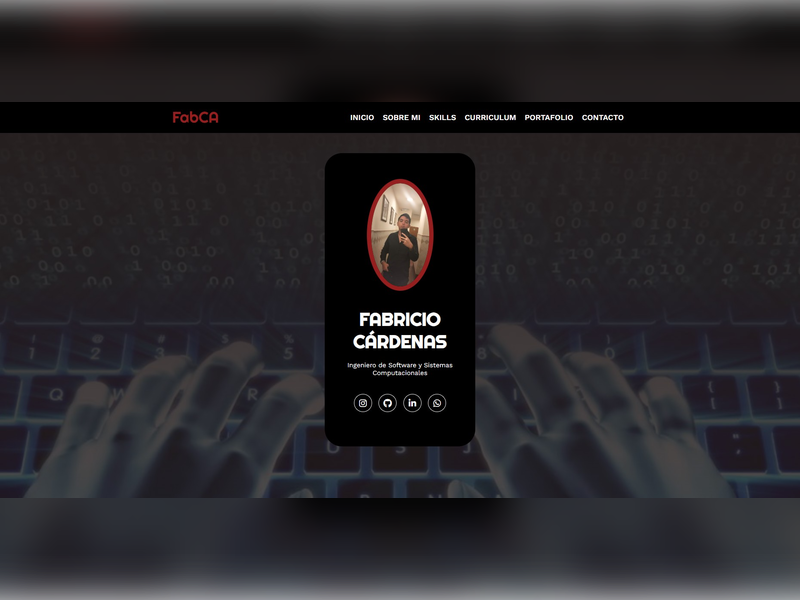 FabCA
INICIO SOBRE MI SKILLS CURRICULUM PORTAFOLIO CONTACTO
FABRICIO
CÁRDENAS
Ingeniero de Software y Sistemas
Computacionales